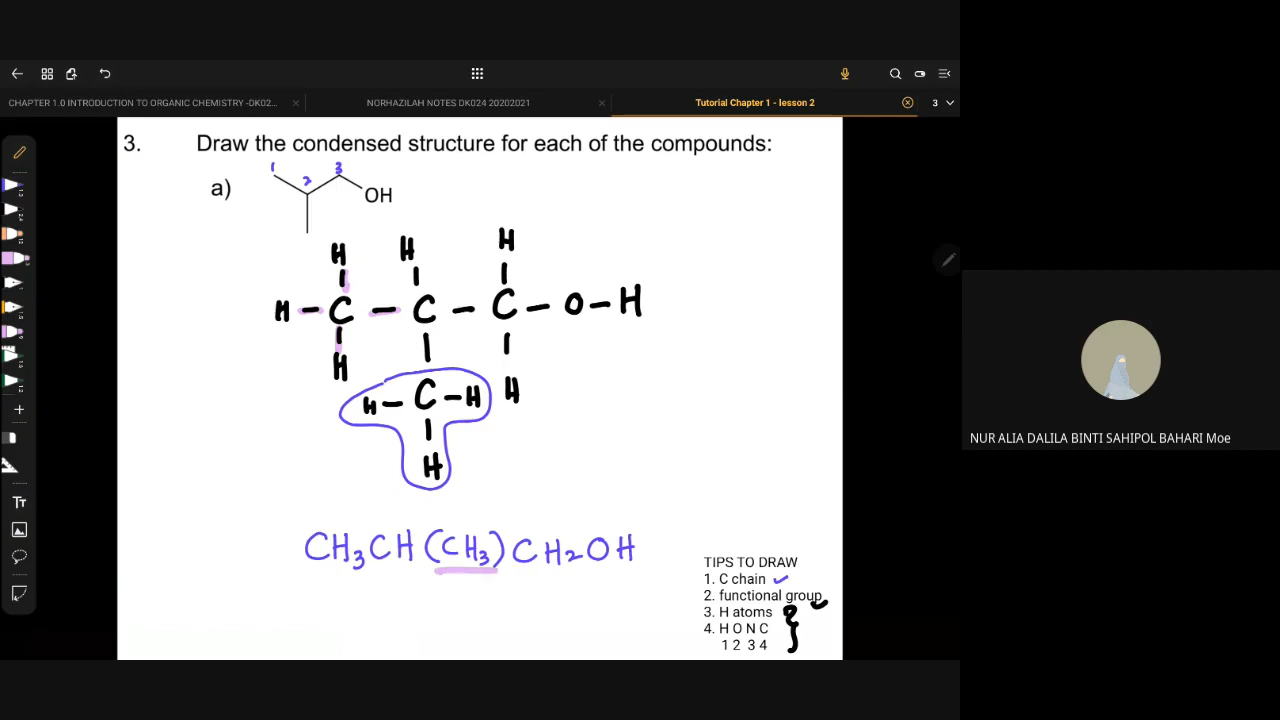 CHAPTER 1.0 INTRODUCTION TO ORGANIC CHEMISTRY -DK02...
NORHAZILAH NOTES DK024 20202021
Tutorial Chapter 1 - lesson 2
3
3. Draw the condensed structure for each of the compounds:
1 2 3
a) OH
H H H
H - C - C - C - O - H
H
H - C - H H
H
CH3CH(CH3)CH2OH
TIPS TO DRAW
1. C chain
2. functional group
3. H atoms
4. H O N C
1 2 3 4
Tт
NUR ALIA DALILA BINTI SAHIPOL BAHARI Moe